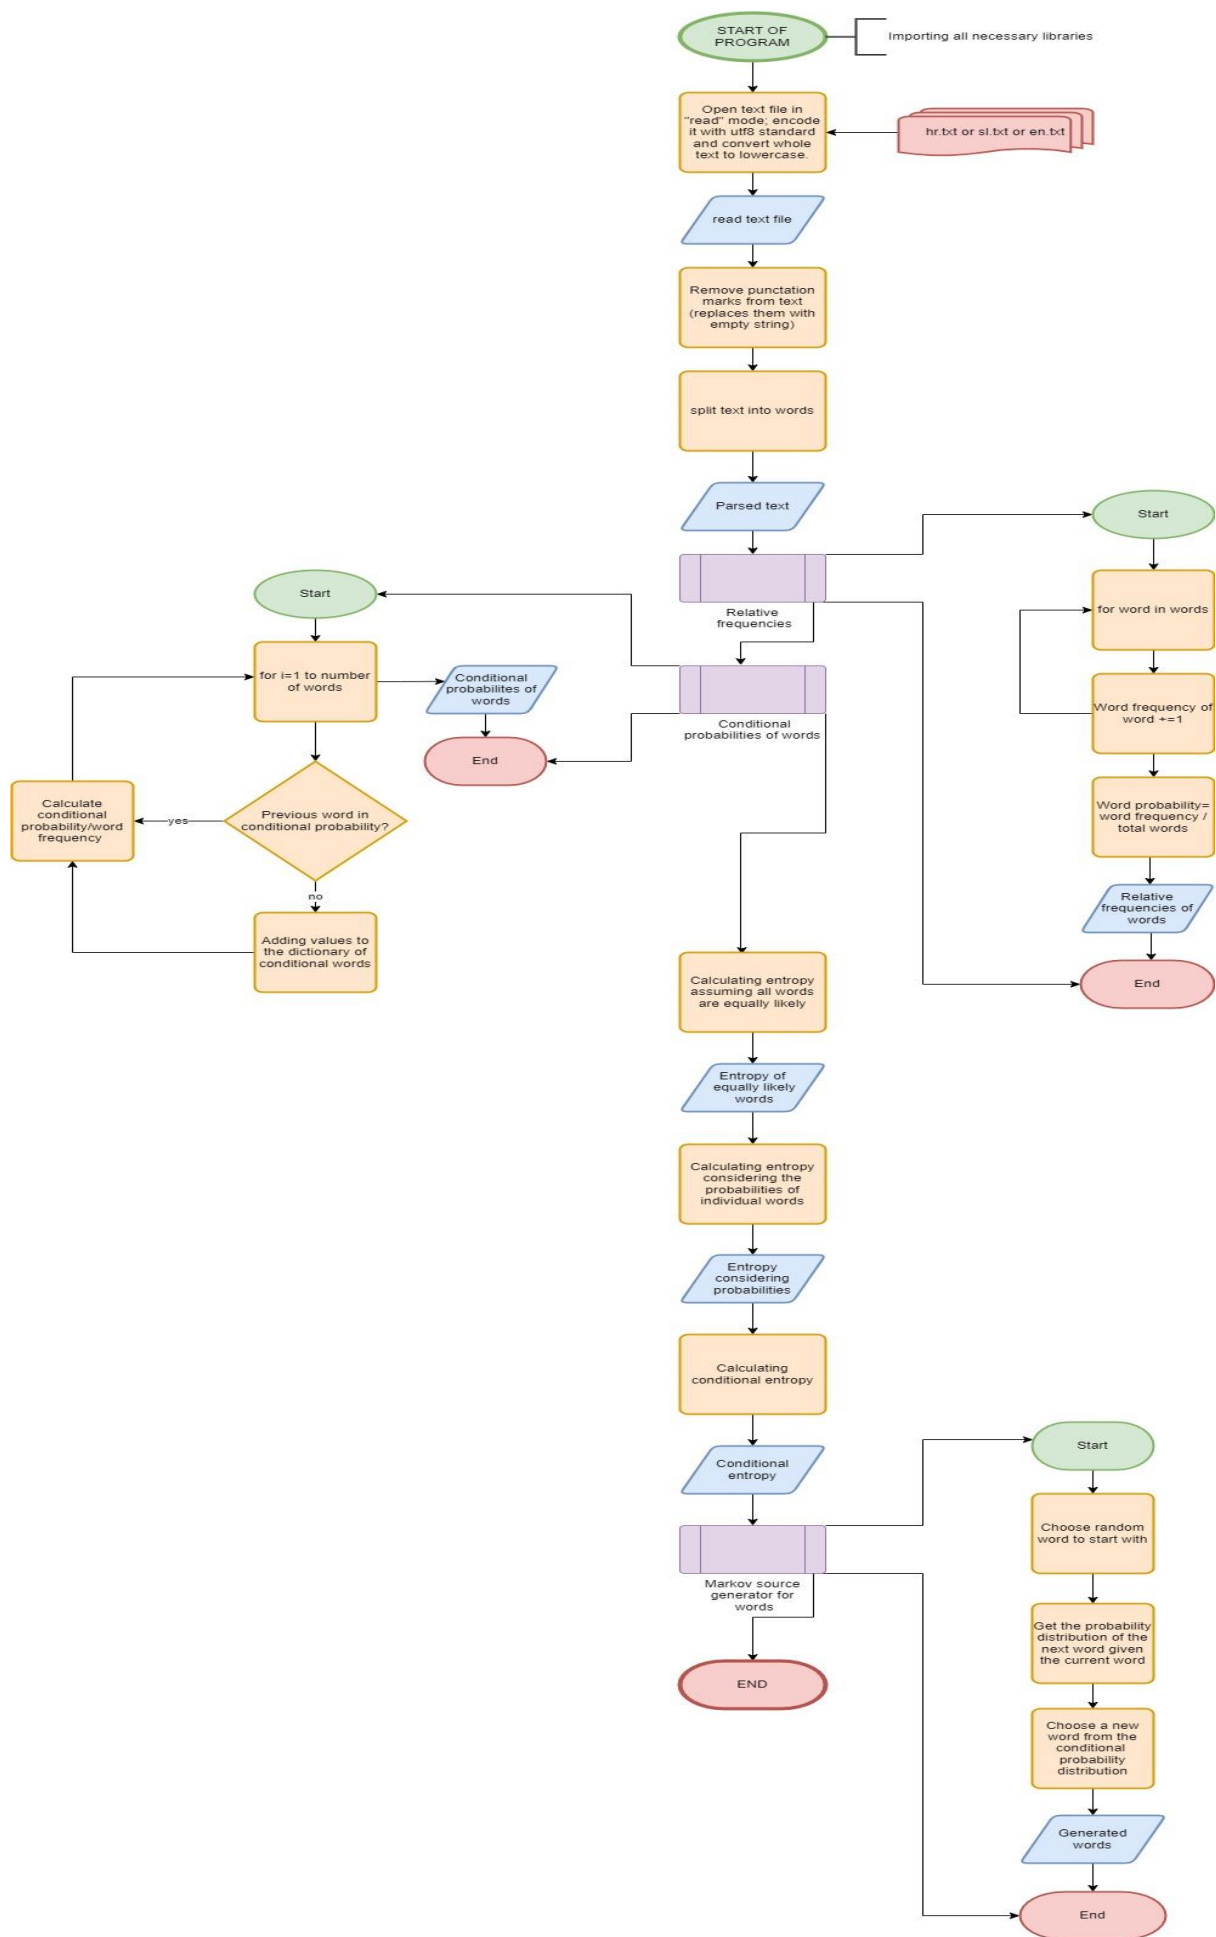 START OF
PROGRAM
Importing all necessary libraries
Open text file in
"read" mode; encode
it with utf8 standard
and convert whole
text to lowercase.
hr.txt or sl.txt or en.txt
read text file
Remove punctation
marks from text
(replaces them with
empty string)
split text into words
Parsed text
Relative
frequencies
Start
for word in words
Word frequency of
word +=1
Word probability=
word frequency /
total words
Relative
frequencies of
words
End
Conditional
probabilities of words
Start
for i=1 to number
of words
Conditional
probabilites of
words
End
Previous word in
conditional probability?
yes
Calculate
conditional
probability/word
frequency
no
Adding values to
the dictionary of
conditional words
Calculating entropy
assuming all words
are equally likely
Entropy of
equally likely
words
Calculating entropy
considering the
probabilities of
individual words
Entropy
considering
probabilities
Calculating
conditional entropy
Conditional
entropy
Markov source
generator for
words
Start
Choose random
word to start with
Get the probability
distribution of the
next word given
the current word
Choose a new
word from the
conditional
probability
distribution
Generated
words
End
END